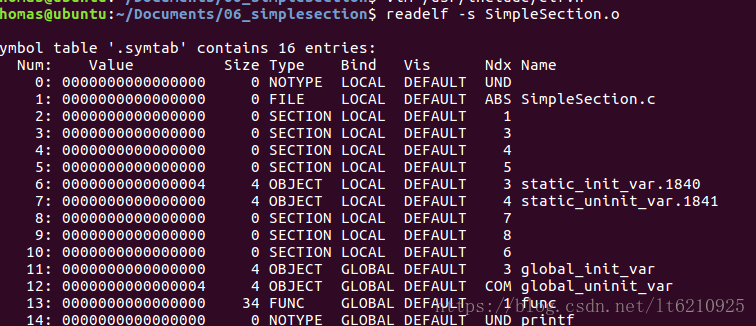 homas@ubuntu:~/Documents/06_simplesection$ readelf -s SimpleSection.o
ymbol table '.symtab' contains 16 entries:
Num: Value Size Type Bind Vis Ndx Name
0: 0000000000000000 0 NOTYPE LOCAL DEFAULT UND
1: 0000000000000000 0 FILE LOCAL DEFAULT ABS SimpleSection.c
2: 0000000000000000 0 SECTION LOCAL DEFAULT 1
3: 0000000000000000 0 SECTION LOCAL DEFAULT 3
4: 0000000000000000 0 SECTION LOCAL DEFAULT 4
5: 0000000000000000 0 SECTION LOCAL DEFAULT 5
6: 0000000000000004 4 OBJECT LOCAL DEFAULT 3 static_init_var.1840
7: 0000000000000000 4 OBJECT LOCAL DEFAULT 4 static_uninit_var.1841
8: 0000000000000000 0 SECTION LOCAL DEFAULT 7
9: 0000000000000000 0 SECTION LOCAL DEFAULT 8
10: 0000000000000000 0 SECTION LOCAL DEFAULT 6
11: 0000000000000000 4 OBJECT GLOBAL DEFAULT 3 global_init_var
12: 0000000000000004 4 OBJECT GLOBAL DEFAULT COM global_uninit_var
13: 0000000000000000 34 FUNC GLOBAL DEFAULT 1 func
https://blog.csdn.net/lt6210925
14: 0000000000000000 0 NOTYPE GLOBAL DEFAULT UND printf